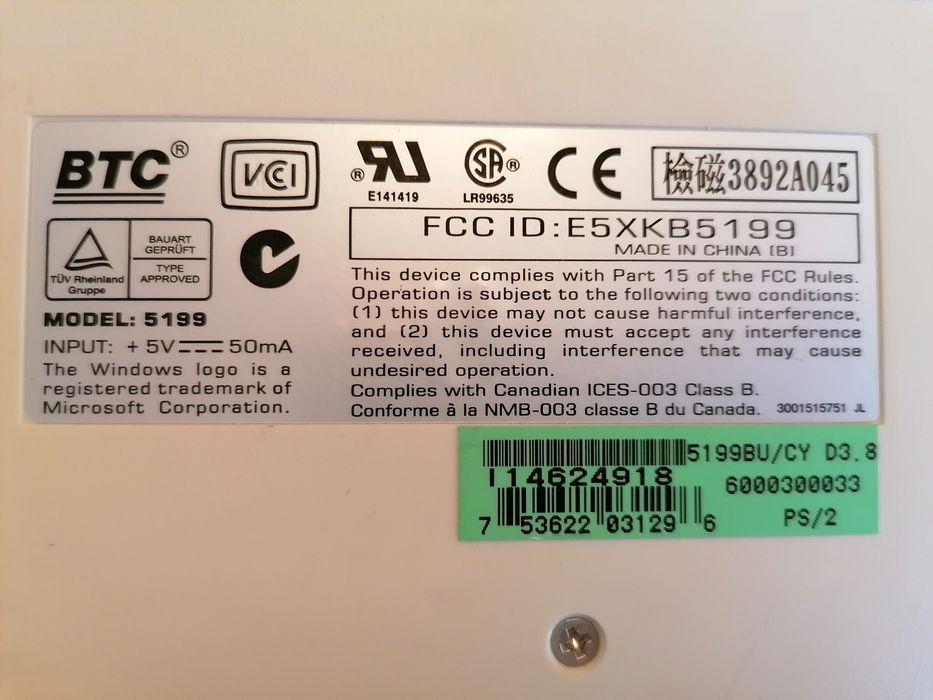 BTC®
VCI
® RU
E141419
SA ®
LR99635
CE
檢磁3892A045
FCC ID:E5XKB5199
MADE IN CHINA (B)
TÜV Rheinland
Gruppe
BAUART
GEPRÜFT
TYPE
APPROVED
MODEL: 5199
INPUT: + 5V 50mA
The Windows logo is a
registered trademark of
Microsoft Corporation.
This device complies with Part 15 of the FCC Rules.
Operation is subject to the following two conditions:
(1) this device may not cause harmful interference,
and (2) this device must accept any interference
received, including interference that may cause
undesired operation.
Complies with Canadian ICES-003 Class B.
Conforme à la NMB-003 classe B du Canada. 3001515751 JL
5199BU/CY D3.8
I14624918
6000300033
7 53622 03129 6
PS/2